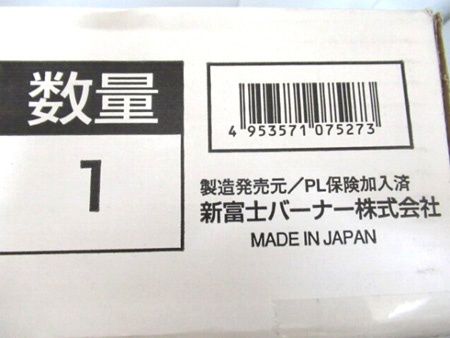 数量
1
4 953571 075273
製造発売元／PL保険加入済
新富士バーナー株式会社
MADE IN JAPAN